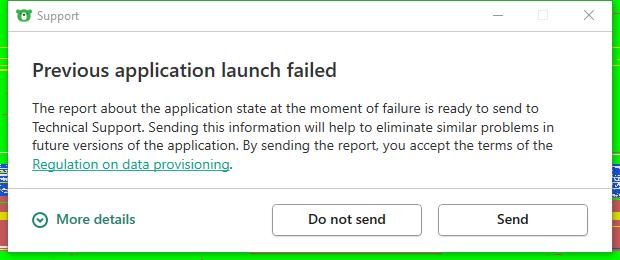 Support
Previous application launch failed
The report about the application state at the moment of failure is ready to send to
Technical Support. Sending this information will help to eliminate similar problems in
future versions of the application. By sending the report, you accept the terms of the
Regulation on data provisioning.
More details
Do not send
Send